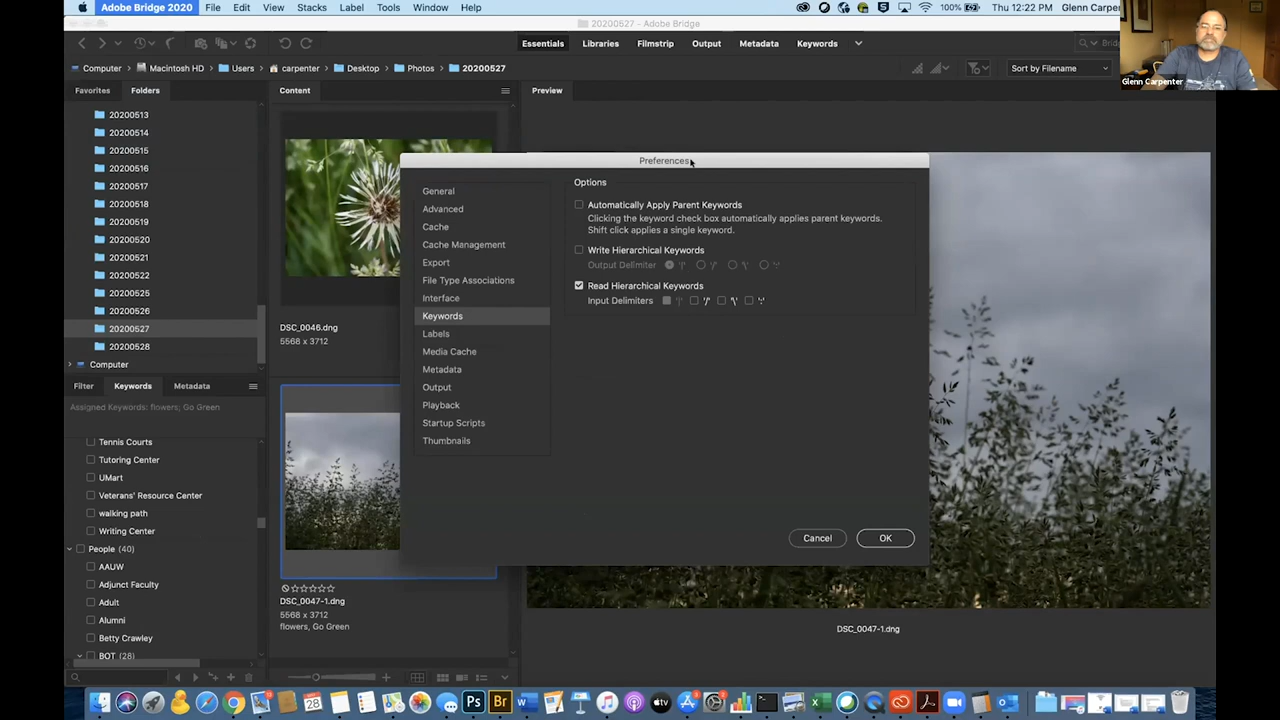 Adobe Bridge 2020 File Edit View Stacks Label Tools Window Help 100% Thu 12:22 PM Glenn Carpen
20200527 – Adobe Bridge
Essentials Libraries Filmstrip Output Metadata Keywords
Computer Macintosh HD Users carpenter Desktop Photos 20200527 Sort by Filename
Glenn Carpenter
Favorites Folders
20200513
20200514
20200515
20200516
20200517
20200518
20200519
20200520
20200521
20200522
20200525
20200526
20200527
20200528
Computer
Filter Keywords Metadata
Assigned Keywords: flowers; Go Green
Tennis Courts
Tutoring Center
UMart
Veterans' Resource Center
walking path
Writing Center
People (40)
AAUW
Adjunct Faculty
Adult
Alumni
Betty Crawley
BOT (28)
Content
DSC_0046.dng
5568 x 3712
DSC_0047-1.dng
5568 x 3712
flowers, Go Green
Preview
DSC_0047-1.dng
Preferences
General
Advanced
Cache
Cache Management
Export
File Type Associations
Interface
Keywords
Labels
Media Cache
Metadata
Output
Playback
Startup Scripts
Thumbnails
Options
Automatically Apply Parent Keywords
Clicking the keyword check box automatically applies parent keywords.
Shift click applies a single keyword.
Write Hierarchical Keywords
Output Delimiter '|' '/' '\' ':'
Read Hierarchical Keywords
Input Delimiters '|' '/' '\' ':'
Cancel OK
28
Ps Br